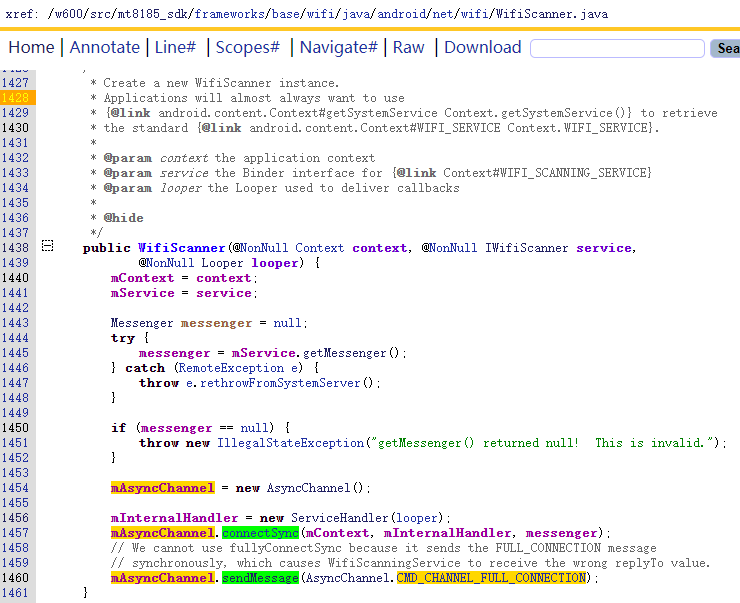 xref: /w600/src/mt8185_sdk/frameworks/base/wifi/java/android/net/wifi/WifiScanner.java
Home | Annotate | Line# | Scopes# | Navigate# | Raw | Download Sea
1427 * Create a new WifiScanner instance.
1428 * Applications will almost always want to use
1429 * {@link android.content.Context#getSystemService Context.getSystemService()} to retrieve
1430 * the standard {@link android.content.Context#WIFI_SERVICE Context.WIFI_SERVICE}.
1431 *
1432 * @param context the application context
1433 * @param service the Binder interface for {@link Context#WIFI_SCANNING_SERVICE}
1434 * @param looper the Looper used to deliver callbacks
1435 *
1436 * @hide
1437 */
1438 public WifiScanner(@NonNull Context context, @NonNull IWifiScanner service,
1439 @NonNull Looper looper) {
1440 mContext = context;
1441 mService = service;
1442
1443 Messenger messenger = null;
1444 try {
1445 messenger = mService.getMessenger();
1446 } catch (RemoteException e) {
1447 throw e.rethrowFromSystemServer();
1448 }
1449
1450 if (messenger == null) {
1451 throw new IllegalStateException("getMessenger() returned null!  This is invalid.");
1452 }
1453
1454 mAsyncChannel = new AsyncChannel();
1455
1456 mInternalHandler = new ServiceHandler(looper);
1457 mAsyncChannel.connectSync(mContext, mInternalHandler, messenger);
1458 // We cannot use fullyConnectSync because it sends the FULL_CONNECTION message
1459 // synchronously, which causes WifiScanningService to receive the wrong replyTo value.
1460 mAsyncChannel.sendMessage(AsyncChannel.CMD_CHANNEL_FULL_CONNECTION);
1461 }